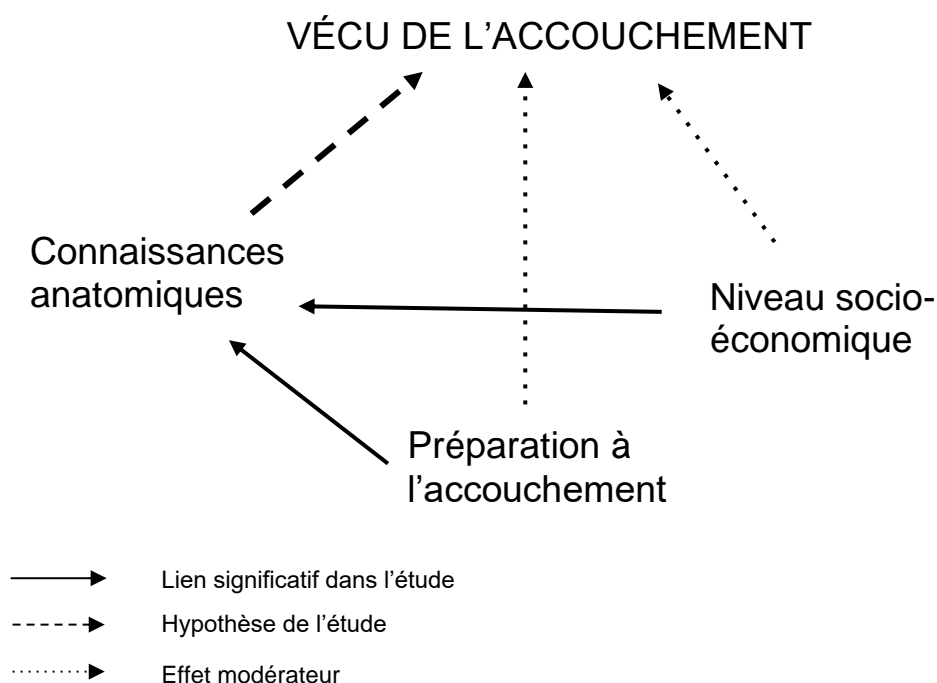 VÉCU DE L’ACCOUCHEMENT
Connaissances
anatomiques
Niveau socio-
économique
Préparation à
l’accouchement
Lien significatif dans l’étude
Hypothèse de l’étude
Effet modérateur